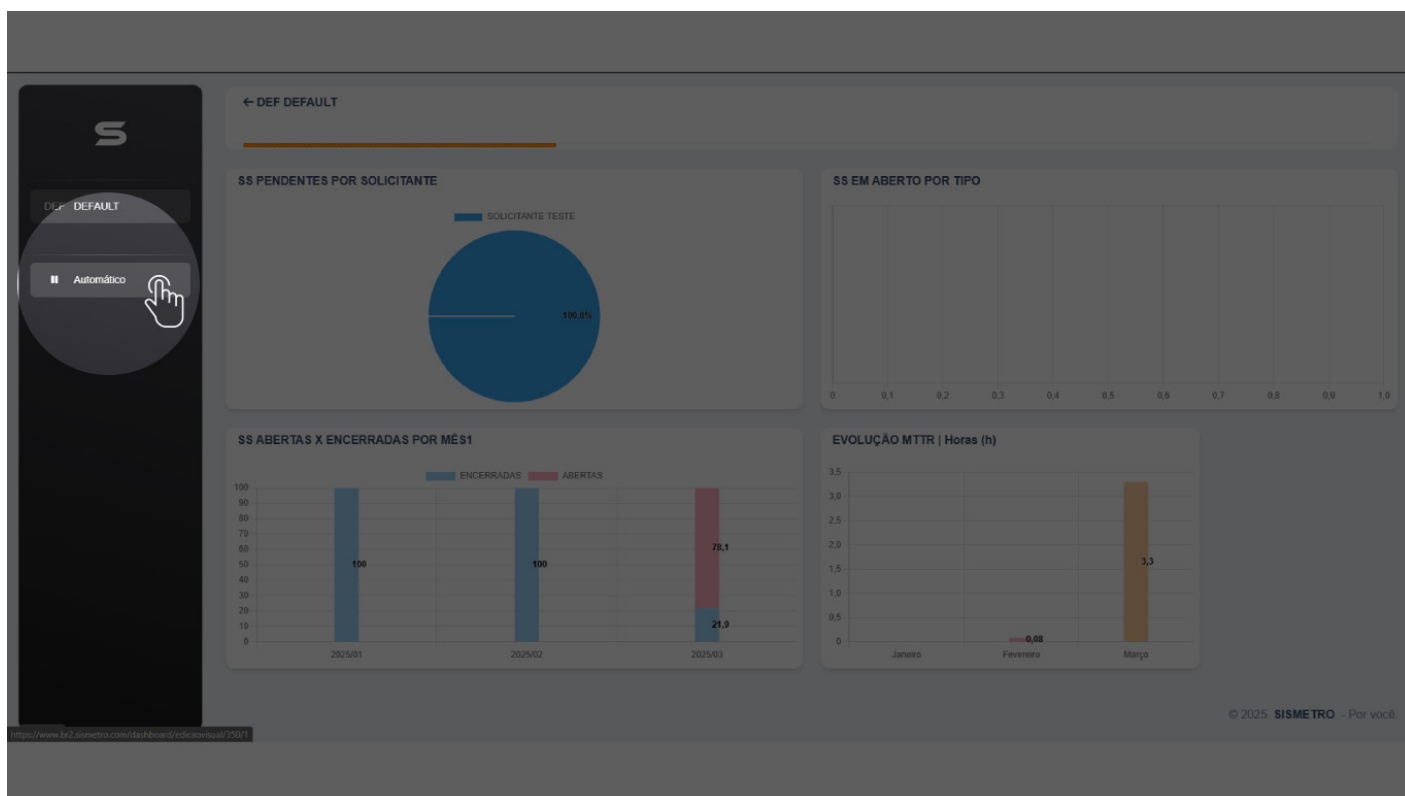 S
DEF DEFAULT
Automático
← DEF DEFAULT
SS PENDENTES POR SOLICITANTE
SOLICITANTE TESTE
100.0%
SS EM ABERTO POR TIPO
0 0,1 0,2 0,3 0,4 0,5 0,6 0,7 0,8 0,9 1,0
SS ABERTAS X ENCERRADAS POR MÊS1
ENCERRADAS ABERTAS
100
90
80
70
60
50
40
30
20
10
0
100
100
78,1
21,9
2025/01 2025/02 2025/03
EVOLUÇÃO MTTR | Horas (h)
3,5
3,0
2,5
2,0
1,5
1,0
0,5
0
0,08
3,3
Janeiro Fevereiro Março
© 2025 SISMETRO - Por você.
https://www.br2.sismetro.com/dashboard/edicaovisual/350/1